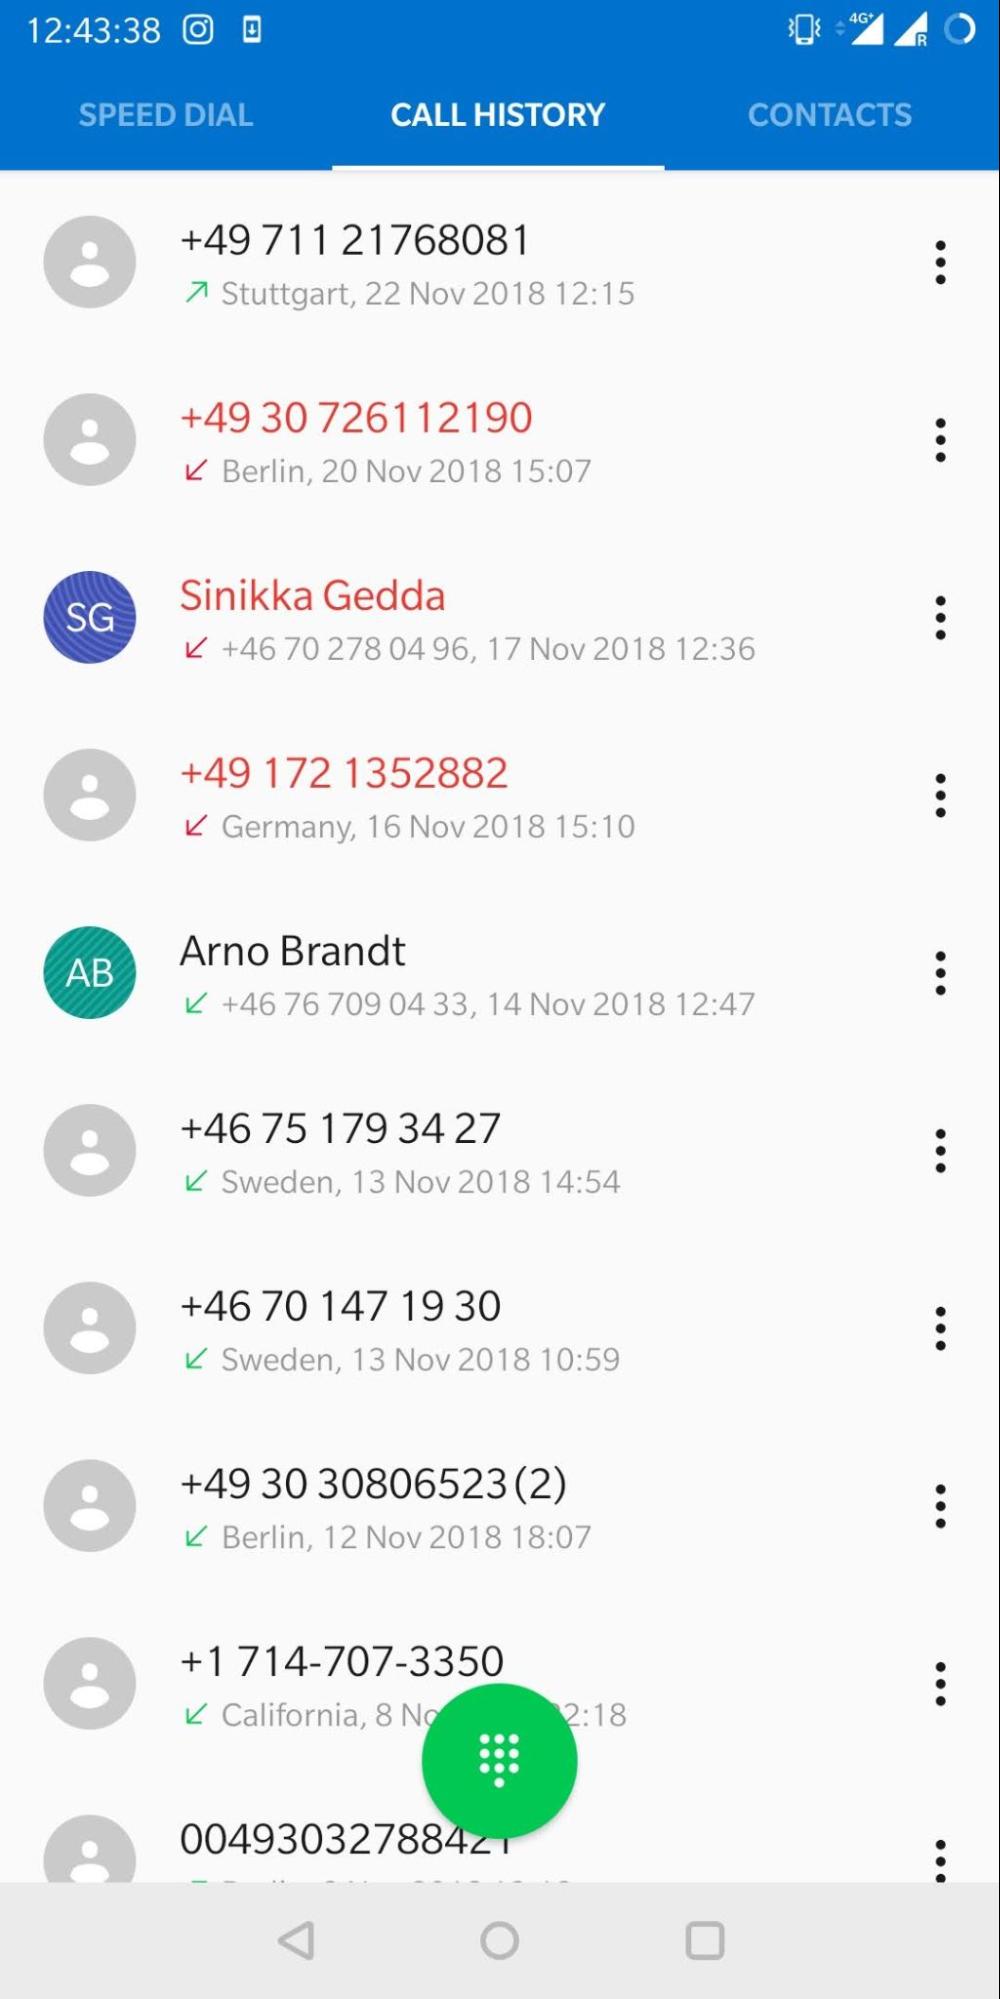 12:43:38
4G+
R
SPEED DIAL
CALL HISTORY
CONTACTS
+49 711 21768081
Stuttgart, 22 Nov 2018 12:15
+49 30 726112190
Berlin, 20 Nov 2018 15:07
SG
Sinikka Gedda
+46 70 278 04 96, 17 Nov 2018 12:36
+49 172 1352882
Germany, 16 Nov 2018 15:10
AB
Arno Brandt
+46 76 709 04 33, 14 Nov 2018 12:47
+46 75 179 34 27
Sweden, 13 Nov 2018 14:54
+46 70 147 19 30
Sweden, 13 Nov 2018 10:59
+49 30 30806523 (2)
Berlin, 12 Nov 2018 18:07
+1 714-707-3350
California, 8 No 2:18
00493032788421